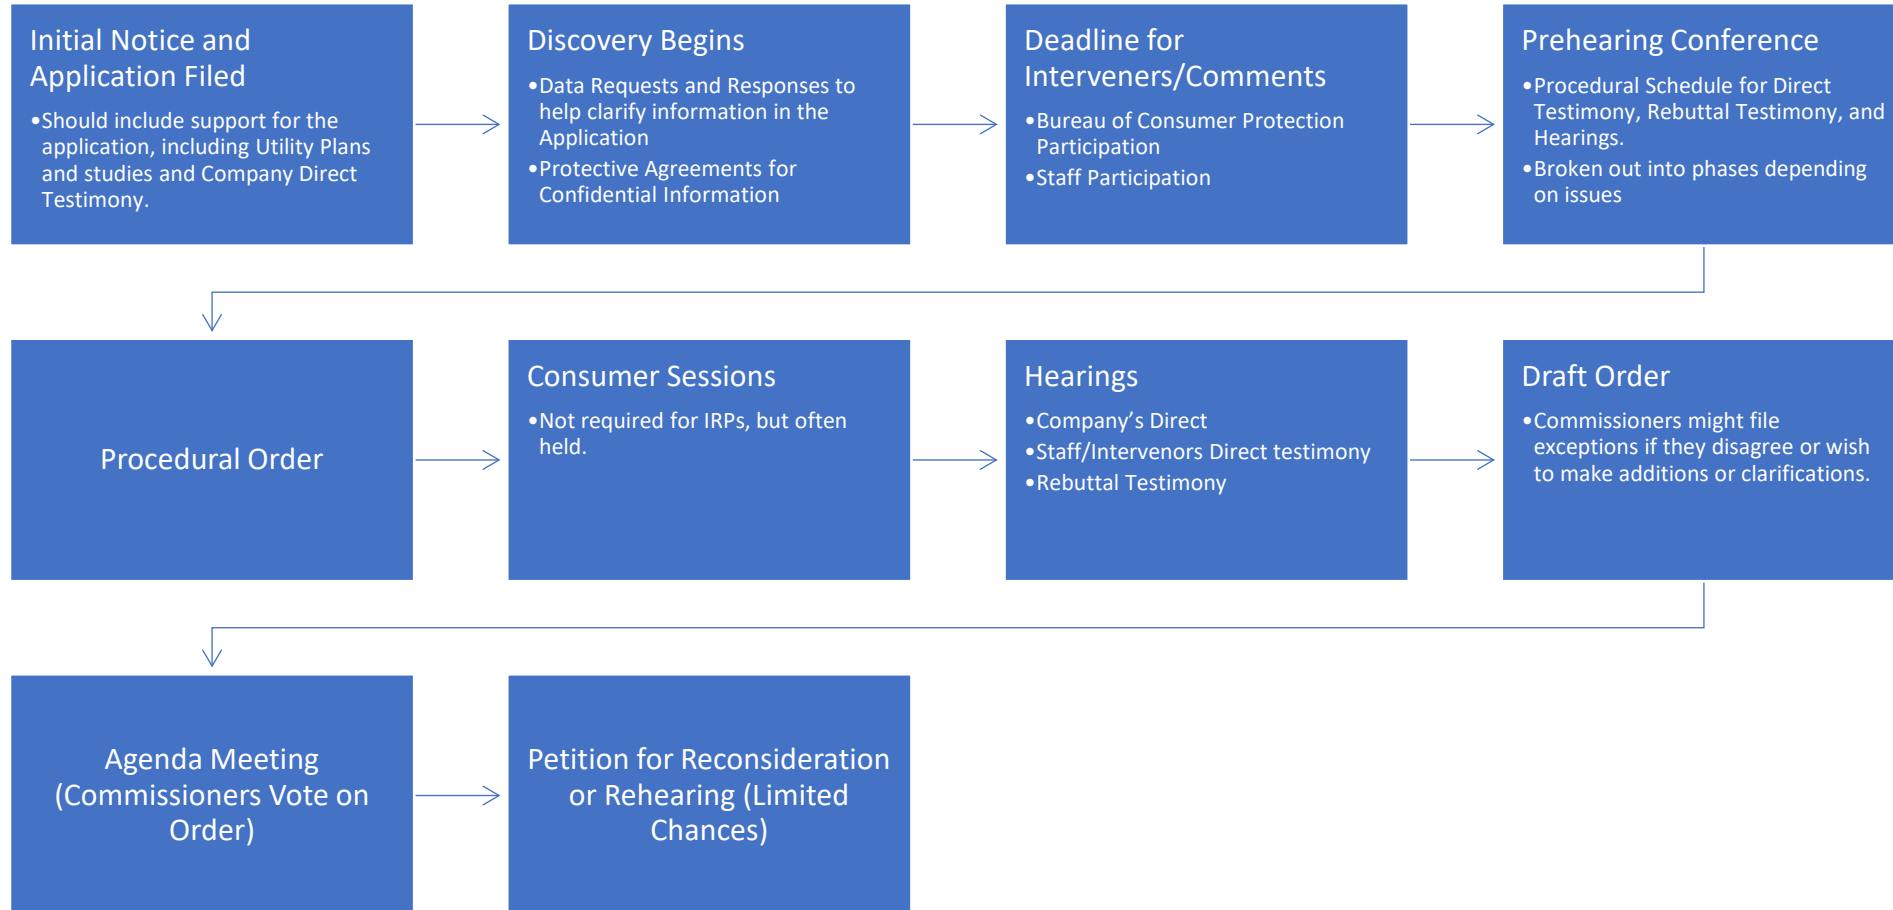 Initial Notice and
Application Filed
•Should include support for the
application, including Utility Plans
and studies and Company Direct
Testimony.
Discovery Begins
•Data Requests and Responses to
help clarify information in the
Application
•Protective Agreements for
Confidential Information
Deadline for
Interveners/Comments
•Bureau of Consumer Protection
Participation
•Staff Participation
Prehearing Conference
•Procedural Schedule for Direct
Testimony, Rebuttal Testimony, and
Hearings.
•Broken out into phases depending
on issues
Procedural Order
Consumer Sessions
•Not required for IRPs, but often
held.
Hearings
•Company’s Direct
•Staff/Intervenors Direct testimony
•Rebuttal Testimony
Draft Order
•Commissioners might file
exceptions if they disagree or wish
to make additions or clarifications.
Agenda Meeting
(Commissioners Vote on
Order)
Petition for Reconsideration
or Rehearing (Limited
Chances)